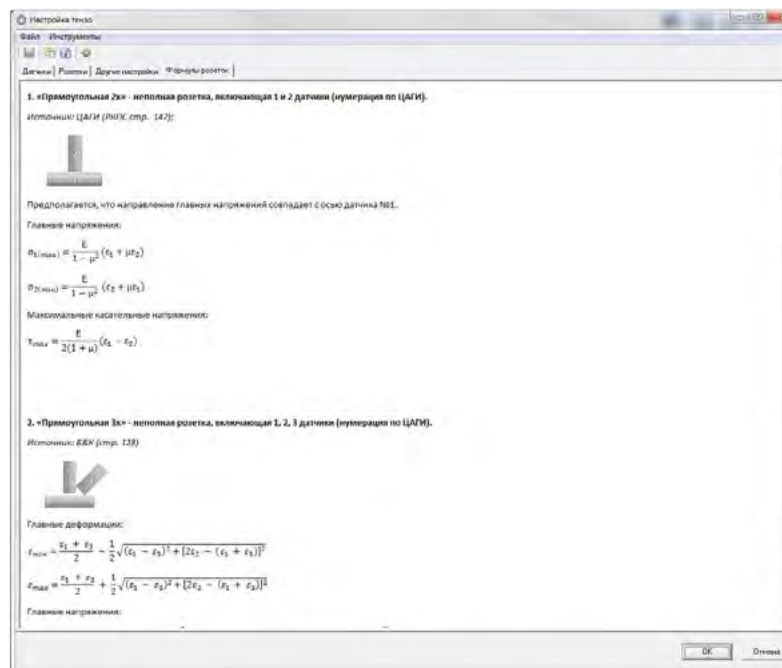 Настройка тензо
Файл Инструменты
Датчики Розетки Другие настройки Формулы розеток
1. «Прямоугольная 2х» - неполная розетка, включающая 1 и 2 датчики (нумерация по ЦАГИ).
Источник: ЦАГИ (РНГК стр. 147);
Предполагается, что направление главных напряжений совпадает с осью датчика №1.
Главные напряжения:
σ₁₍ₘₐₓ₎ = E / (1 − μ²) (ε₁ + με₂)
σ₂₍ₘᵢₙ₎ = E / (1 − μ²) (ε₂ + με₁)
Максимальные касательные напряжения:
τₘₐₓ = E / 2(1 + μ) (ε₁ − ε₂)
2. «Прямоугольная 3х» - неполная розетка, включающая 1, 2, 3 датчики (нумерация по ЦАГИ).
Источник: B&K (стр. 128)
Главные деформации:
εₘᵢₙ = (ε₁ + ε₃) / 2 − 1/2 √((ε₁ − ε₃)² + [2ε₂ − (ε₁ + ε₃)]²)
εₘₐₓ = (ε₁ + ε₃) / 2 + 1/2 √((ε₁ − ε₃)² + [2ε₂ − (ε₁ + ε₃)]²)
Главные напряжения:
OK Отмена